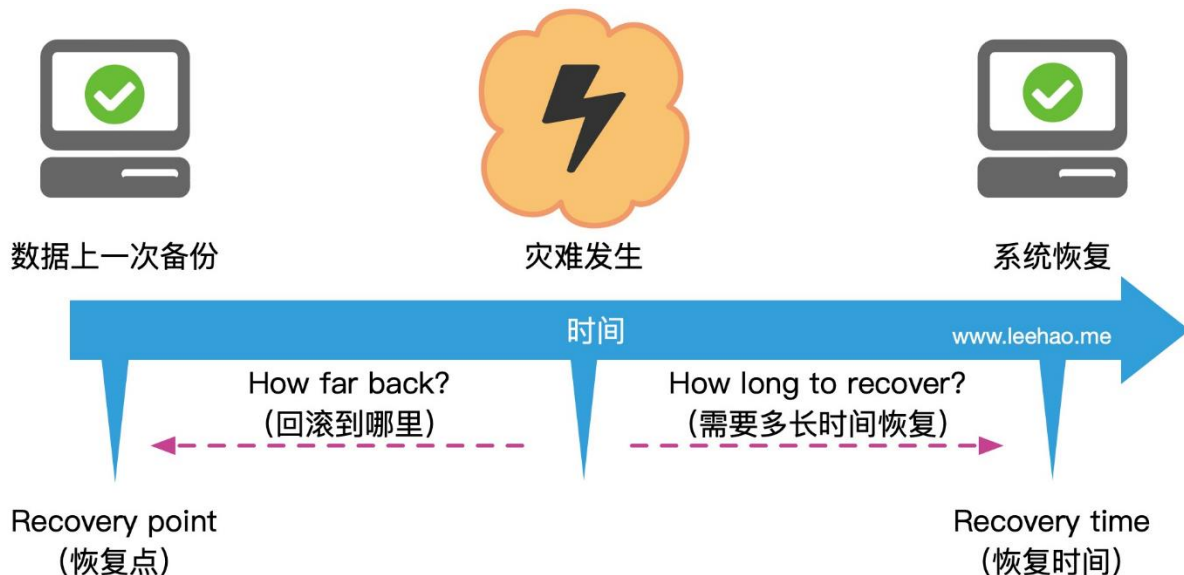 数据上一次备份
灾难发生
系统恢复
时间
www.leehao.me
How far back?
(回滚到哪里)
How long to recover?
(需要多长时间恢复)
Recovery point
(恢复点)
Recovery time
(恢复时间)